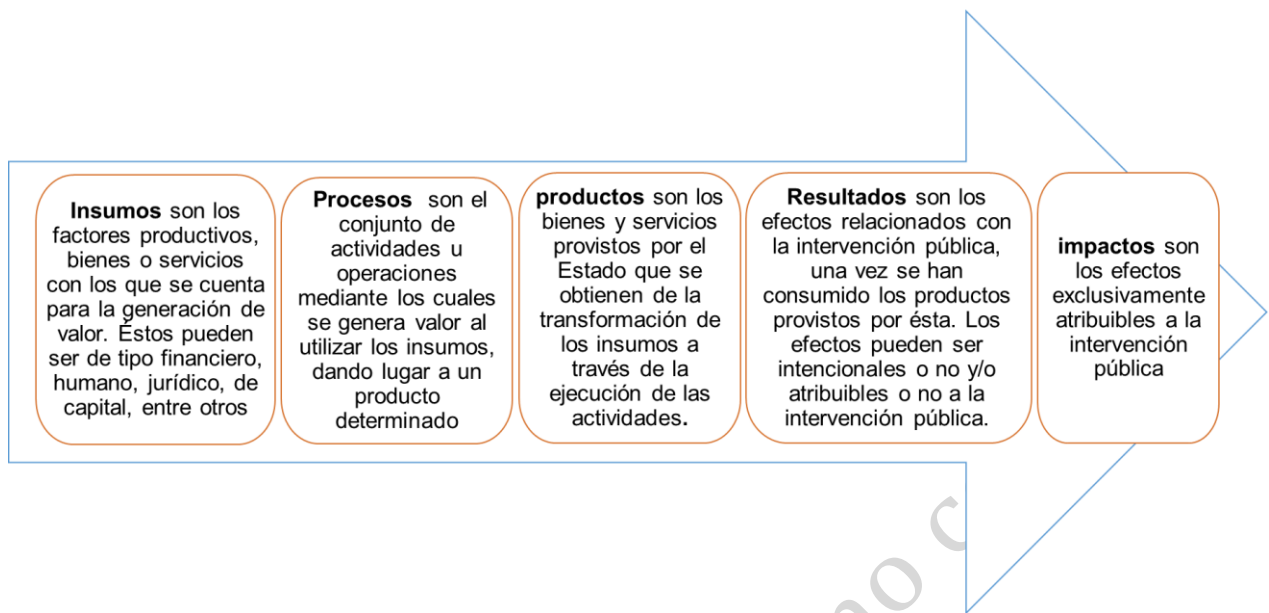 Insumos son los
factores productivos,
bienes o servicios
con los que se cuenta
para la generación de
valor. Éstos pueden
ser de tipo financiero,
humano, jurídico, de
capital, entre otros
Procesos son el
conjunto de
actividades u
operaciones
mediante los cuales
se genera valor al
utilizar los insumos,
dando lugar a un
producto
determinado
productos son los
bienes y servicios
provistos por el
Estado que se
obtienen de la
transformación de
los insumos a
través de la
ejecución de las
actividades.
Resultados son los
efectos relacionados con
la intervención pública,
una vez se han
consumido los productos
provistos por ésta. Los
efectos pueden ser
intencionales o no y/o
atribuibles o no a la
intervención pública.
impactos son
los efectos
exclusivamente
atribuibles a la
intervención
pública